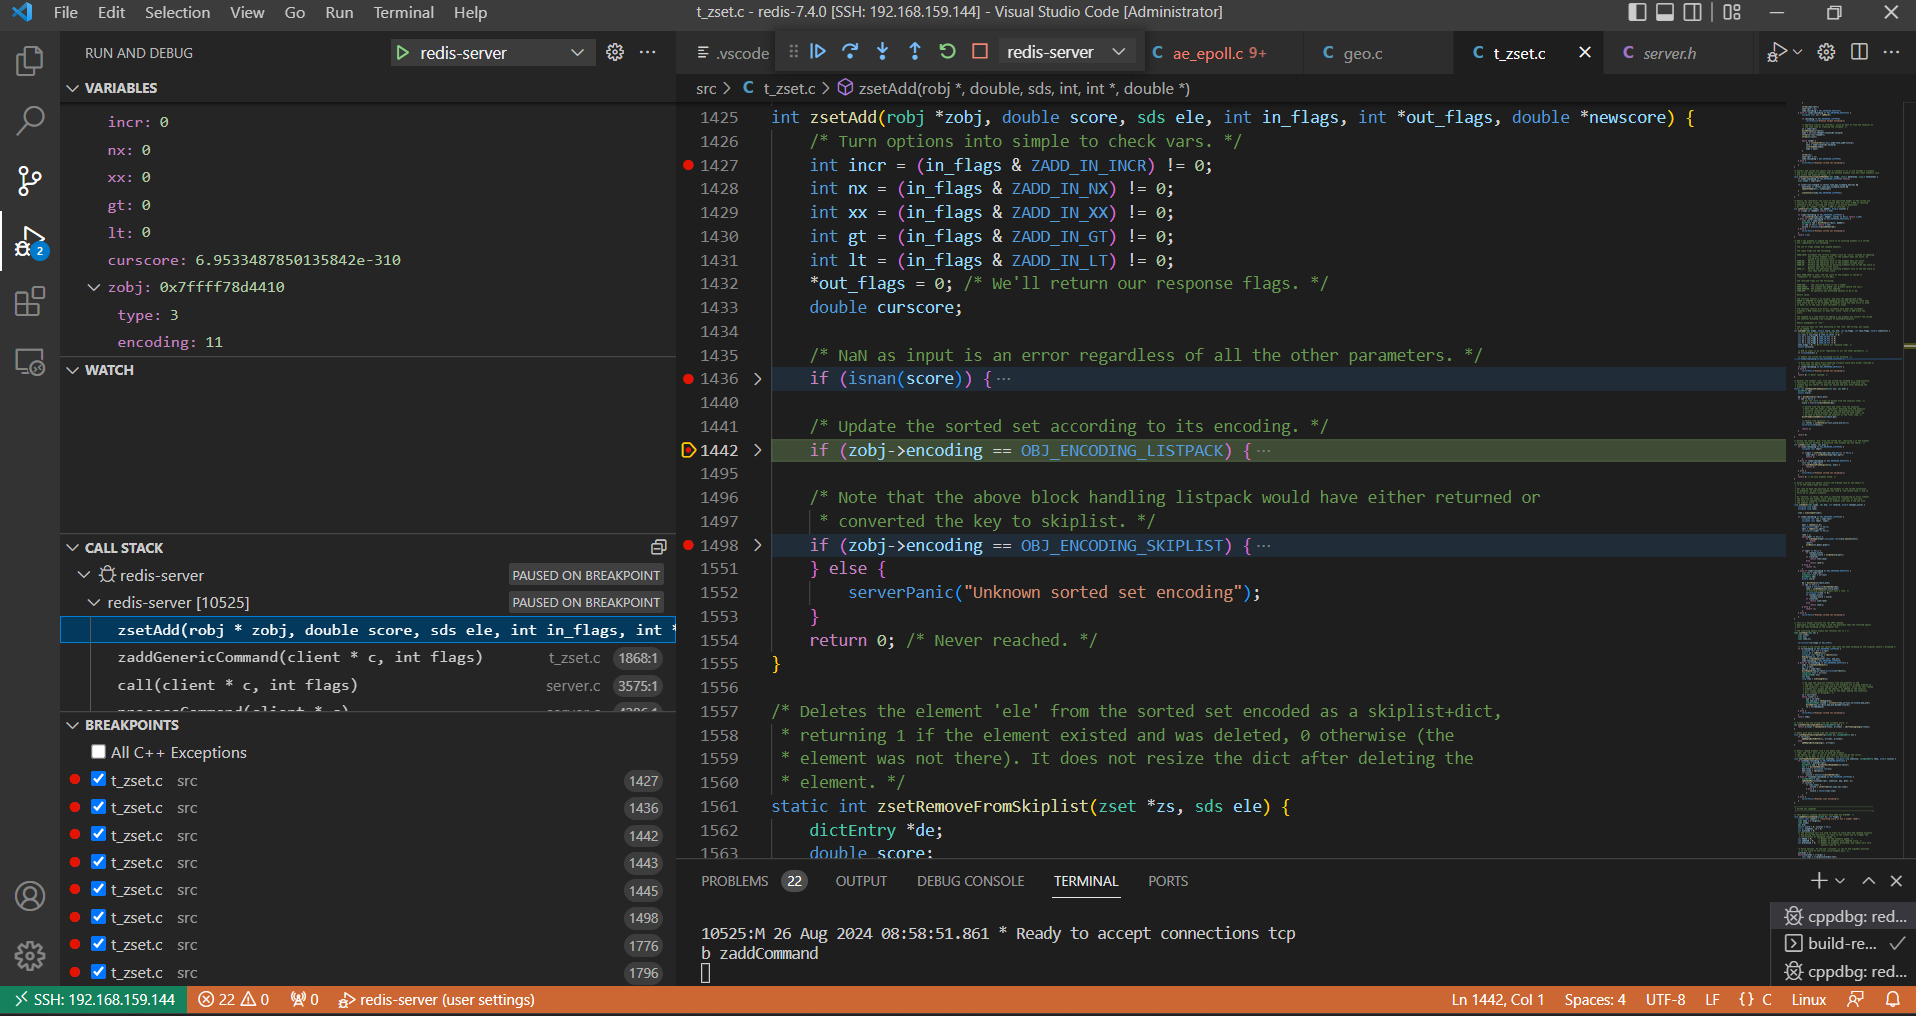 File Edit Selection View Go Run Terminal Help
t_zset.c - redis-7.4.0 [SSH: 192.168.159.144] - Visual Studio Code [Administrator]
RUN AND DEBUG
redis-server
VARIABLES
incr: 0
nx: 0
xx: 0
gt: 0
lt: 0
curscore: 6.9533487850135842e-310
zobj: 0x7ffff78d4410
type: 3
encoding: 11
WATCH
CALL STACK
redis-server PAUSED ON BREAKPOINT
redis-server [10525] PAUSED ON BREAKPOINT
zsetAdd(robj * zobj, double score, sds ele, int in_flags, int *
zaddGenericCommand(client * c, int flags) t_zset.c 1868:1
call(client * c, int flags) server.c 3575:1
BREAKPOINTS
All C++ Exceptions
t_zset.c src 1427
t_zset.c src 1436
t_zset.c src 1442
t_zset.c src 1443
t_zset.c src 1445
t_zset.c src 1498
t_zset.c src 1776
t_zset.c src 1796
2
.vscode redis-server ae_epoll.c 9+ geo.c t_zset.c server.h
src > C t_zset.c > zsetAdd(robj *, double, sds, int, int *, double *)
1425 int zsetAdd(robj *zobj, double score, sds ele, int in_flags, int *out_flags, double *newscore) {
1426 /* Turn options into simple to check vars. */
1427 int incr = (in_flags & ZADD_IN_INCR) != 0;
1428 int nx = (in_flags & ZADD_IN_NX) != 0;
1429 int xx = (in_flags & ZADD_IN_XX) != 0;
1430 int gt = (in_flags & ZADD_IN_GT) != 0;
1431 int lt = (in_flags & ZADD_IN_LT) != 0;
1432 *out_flags = 0; /* We'll return our response flags. */
1433 double curscore;
1434
1435 /* NaN as input is an error regardless of all the other parameters. */
1436 if (isnan(score)) { ···
1440
1441 /* Update the sorted set according to its encoding. */
1442 if (zobj->encoding == OBJ_ENCODING_LISTPACK) { ···
1495
1496 /* Note that the above block handling listpack would have either returned or
1497 * converted the key to skiplist. */
1498 if (zobj->encoding == OBJ_ENCODING_SKIPLIST) { ···
1551 } else {
1552 serverPanic("Unknown sorted set encoding");
1553 }
1554 return 0; /* Never reached. */
1555 }
1556
1557 /* Deletes the element 'ele' from the sorted set encoded as a skiplist+dict,
1558 * returning 1 if the element existed and was deleted, 0 otherwise (the
1559 * element was not there). It does not resize the dict after deleting the
1560 * element. */
1561 static int zsetRemoveFromSkiplist(zset *zs, sds ele) {
1562 dictEntry *de;
1563 double score;
PROBLEMS 22 OUTPUT DEBUG CONSOLE TERMINAL PORTS
10525:M 26 Aug 2024 08:58:51.861 * Ready to accept connections tcp
b zaddCommand
cppdbg: red...
build-re...
cppdbg: red...
SSH: 192.168.159.144 22 0 0 redis-server (user settings)
Ln 1442, Col 1 Spaces: 4 UTF-8 LF {} C Linux